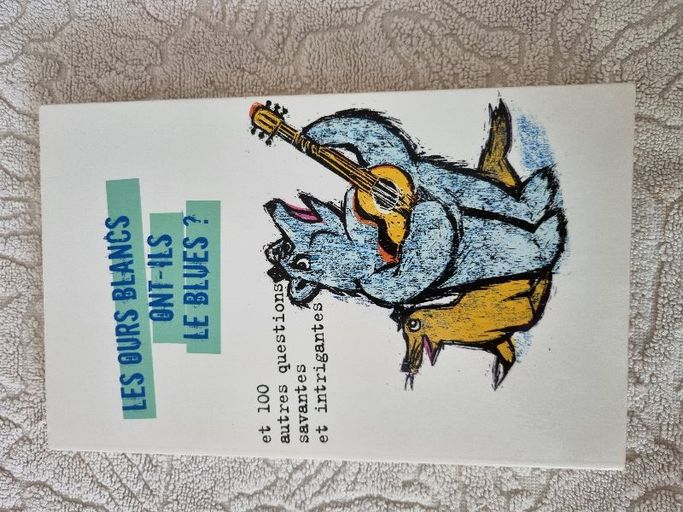 LES OURS BLANCS
ONT-ILS
LE BLUES ?
et 100
autres questions
savantes
et intrigantes